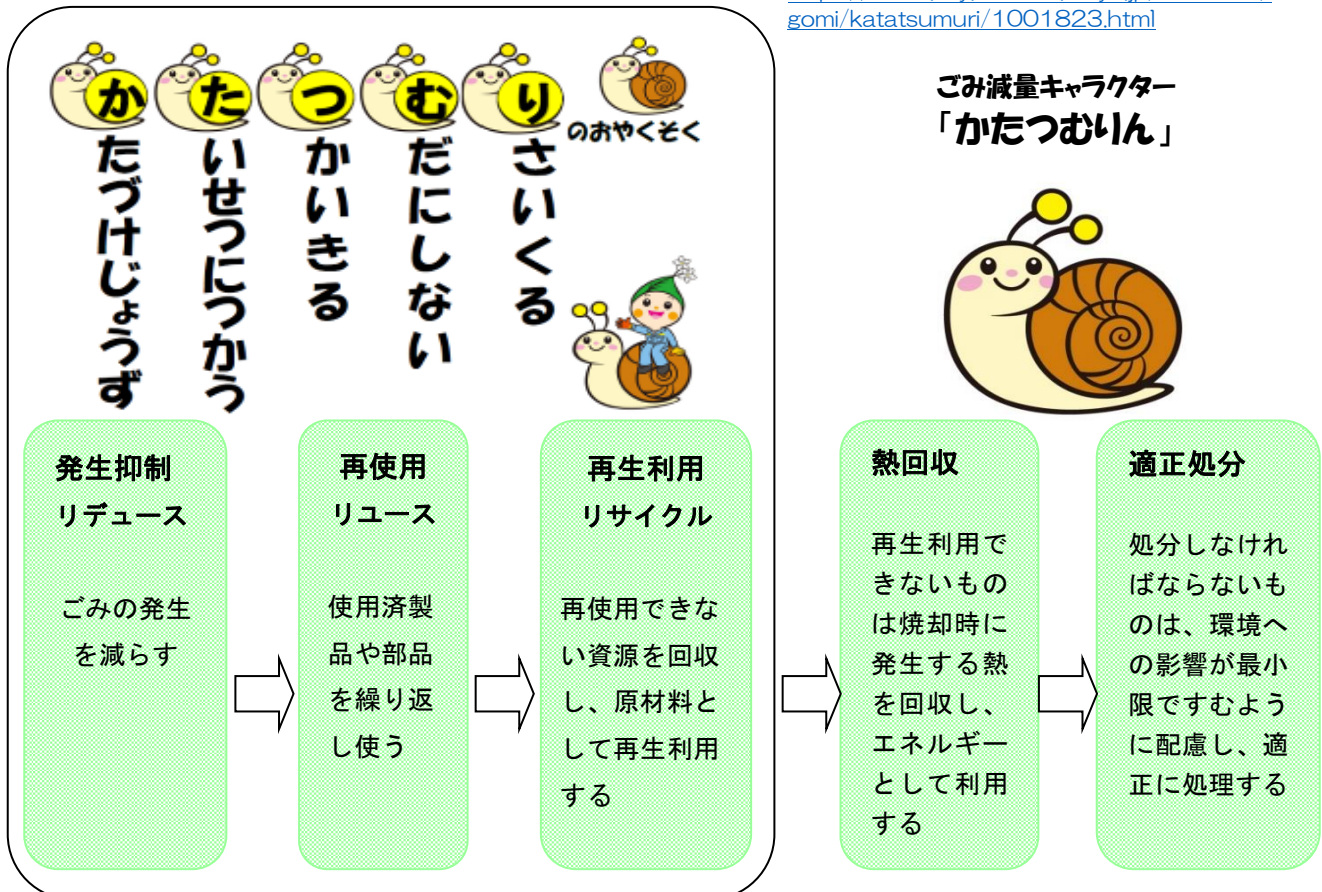 gomi/katatsumuri/1001823.html
かたづけじょうず
たいせつにつかう
つかいきる
むだにしない
りさいくる
のおやくそく
ごみ減量キャラクター
「かたつむりん」
発生抑制
リデュース
ごみの発生
を減らす
再使用
リユース
使用済製
品や部品
を繰り返
し使う
再生利用
リサイクル
再使用できな
い資源を回収
し、原材料と
して再生利用
する
熱回収
再生利用で
きないもの
は焼却時に
発生する熱
を回収し、
エネルギー
として利用
する
適正処分
処分しなけれ
ばならないも
のは、環境へ
の影響が最小
限ですむよう
に配慮し、適
正に処理する